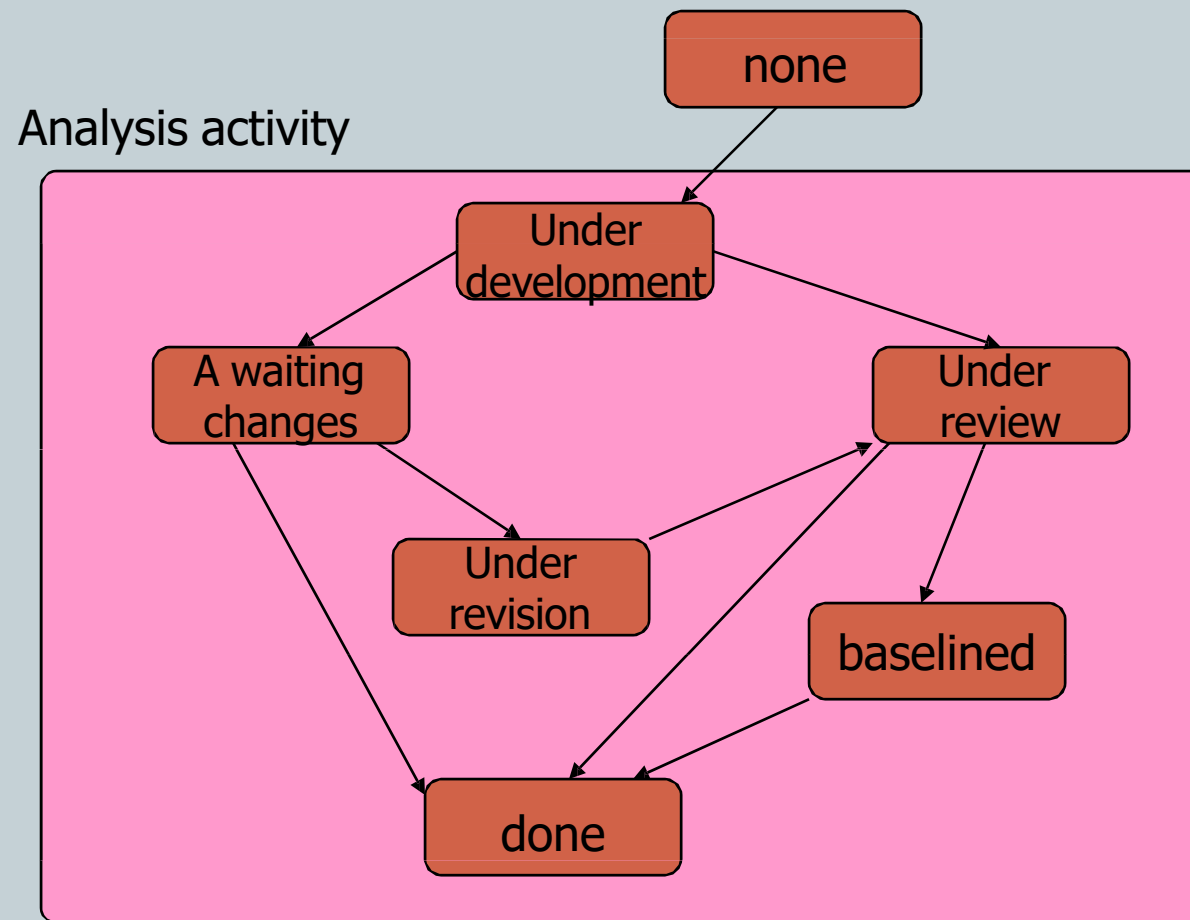 none
Analysis activity
Under
development
A waiting
changes
Under
review
Under
revision
baselined
done